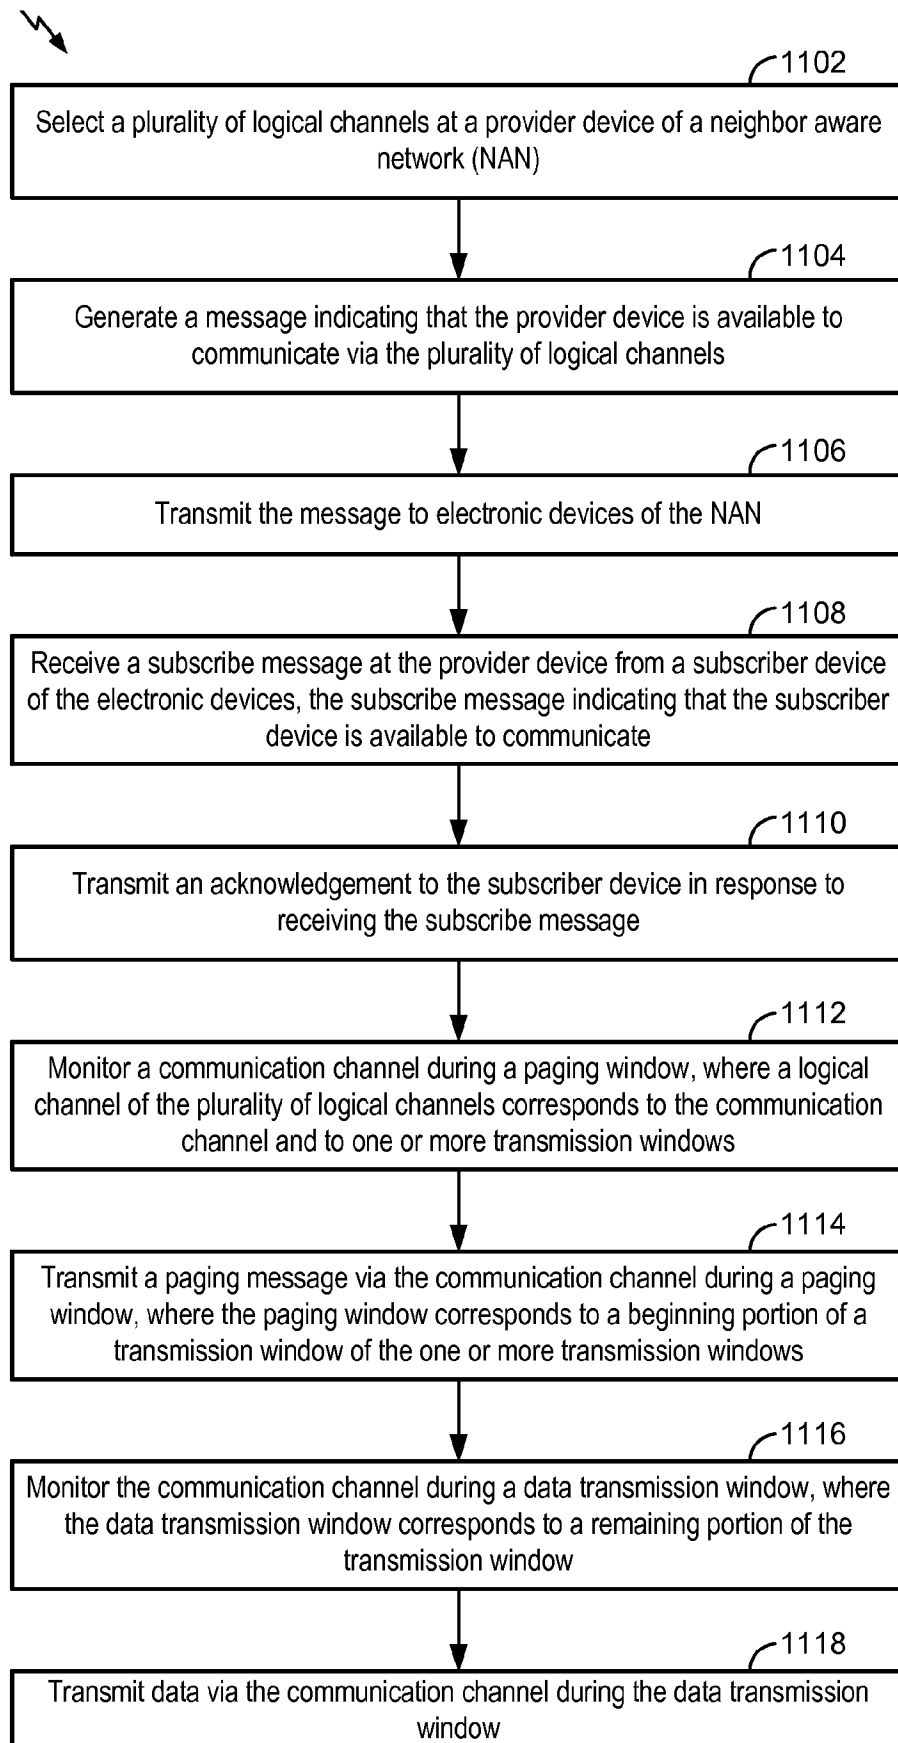 1102
Select a plurality of logical channels at a provider device of a neighbor aware
network (NAN)
1104
Generate a message indicating that the provider device is available to
communicate via the plurality of logical channels
1106
Transmit the message to electronic devices of the NAN
1108
Receive a subscribe message at the provider device from a subscriber device
of the electronic devices, the subscribe message indicating that the subscriber
device is available to communicate
1110
Transmit an acknowledgement to the subscriber device in response to
receiving the subscribe message
1112
Monitor a communication channel during a paging window, where a logical
channel of the plurality of logical channels corresponds to the communication
channel and to one or more transmission windows
1114
Transmit a paging message via the communication channel during a paging
window, where the paging window corresponds to a beginning portion of a
transmission window of the one or more transmission windows
1116
Monitor the communication channel during a data transmission window, where
the data transmission window corresponds to a remaining portion of the
transmission window
1118
Transmit data via the communication channel during the data transmission
window